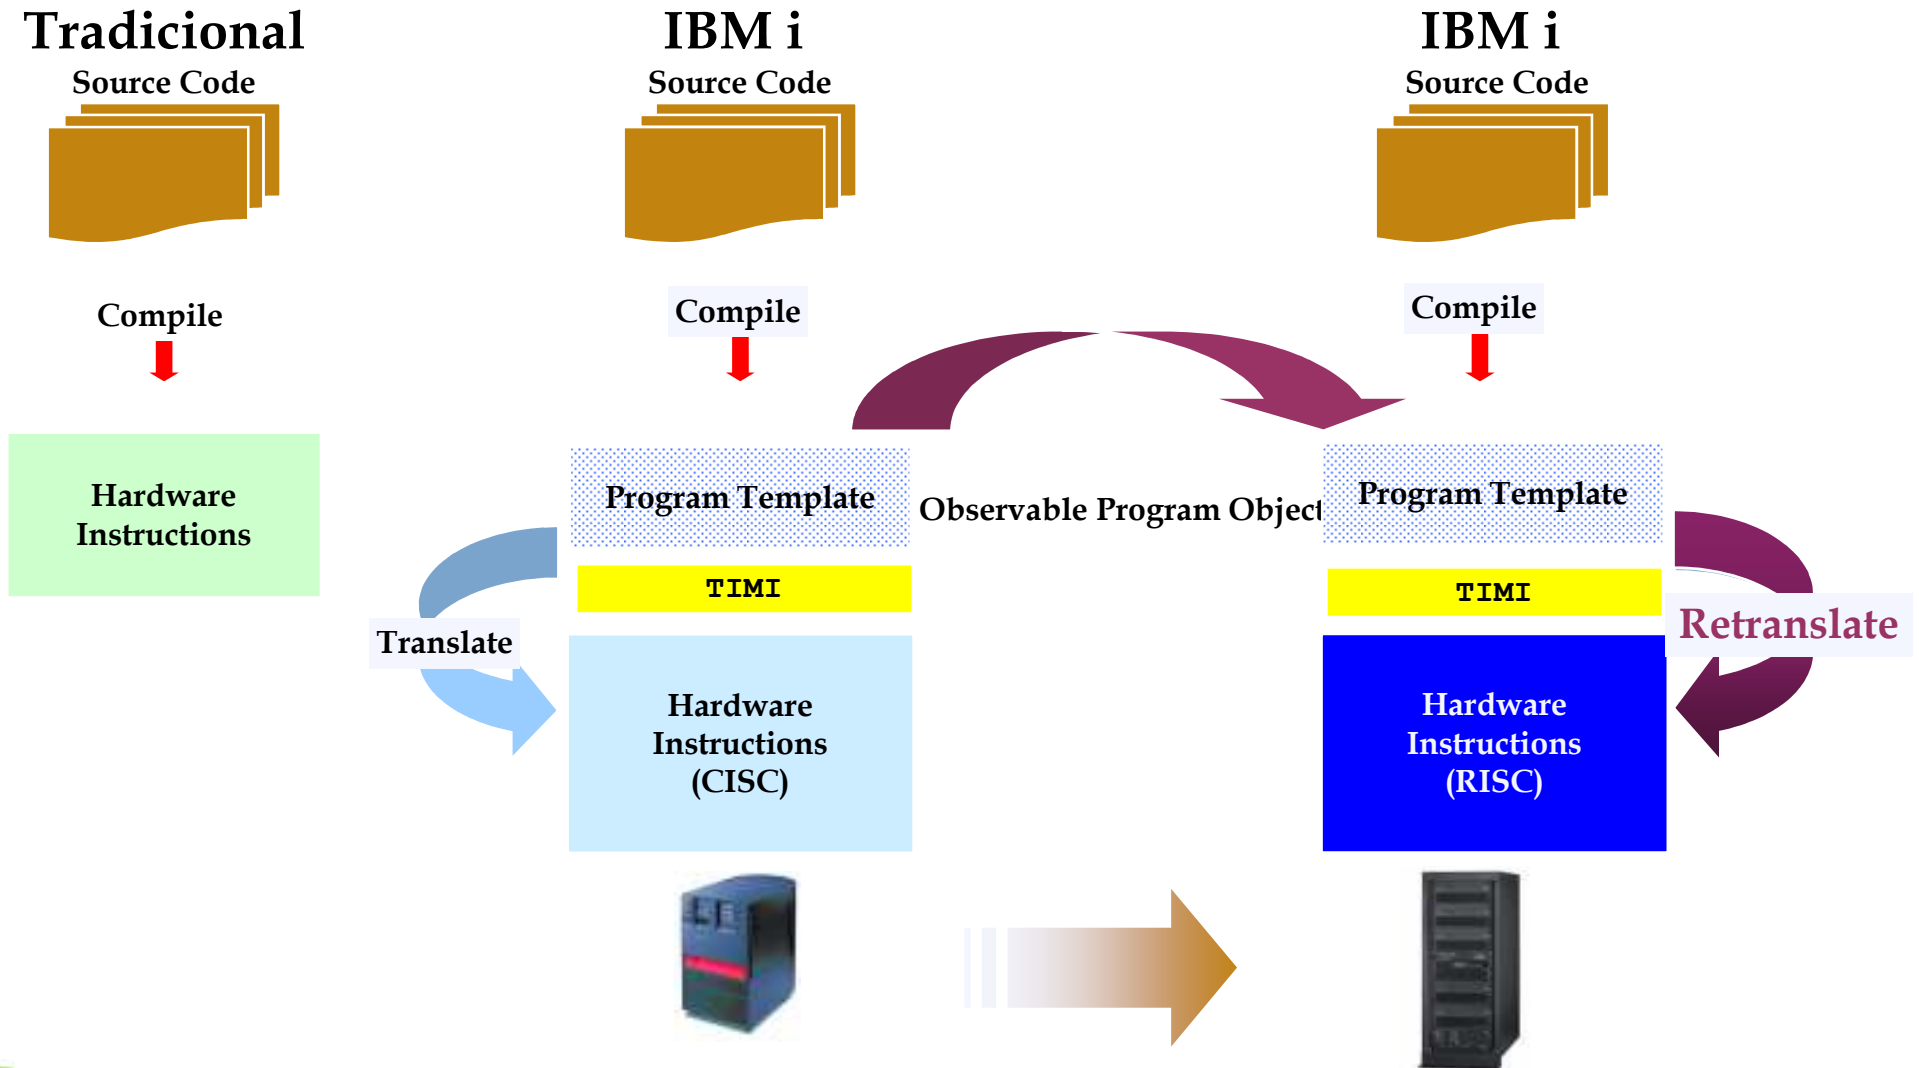 Tradicional
Source Code
Compile
Hardware
Instructions
IBM i
Source Code
Compile
Program Template
TIMI
Translate
Hardware
Instructions
(CISC)
Observable Program Object
IBM i
Source Code
Compile
Program Template
TIMI
Retranslate
Hardware
Instructions
(RISC)